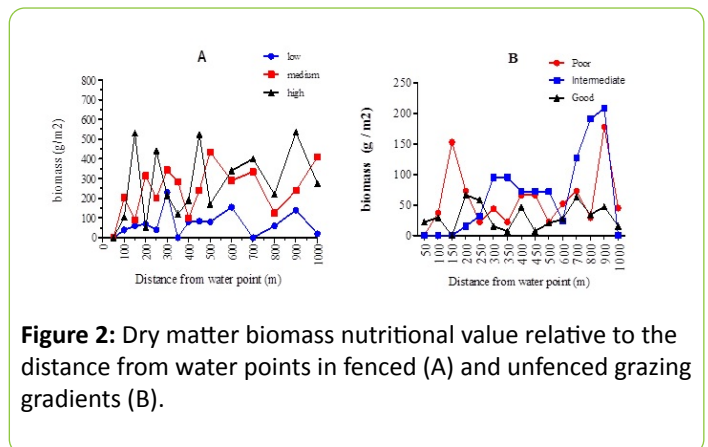 A
low
medium
high
800
700
600
500
400
300
200
100
0
biomass (g/m2)
0
100
200
300
400
500
600
700
800
900
1000
Distance from water point (m)
B
Poor
Intermediate
Good
250
200
150
100
50
0
biomass (g / m2)
50
100
150
200
250
300
350
400
450
500
600
700
800
900
1000
Distance from water point (m)
Figure 2: Dry matter biomass nutritional value relative to the
distance from water points in fenced (A) and unfenced grazing
gradients (B).